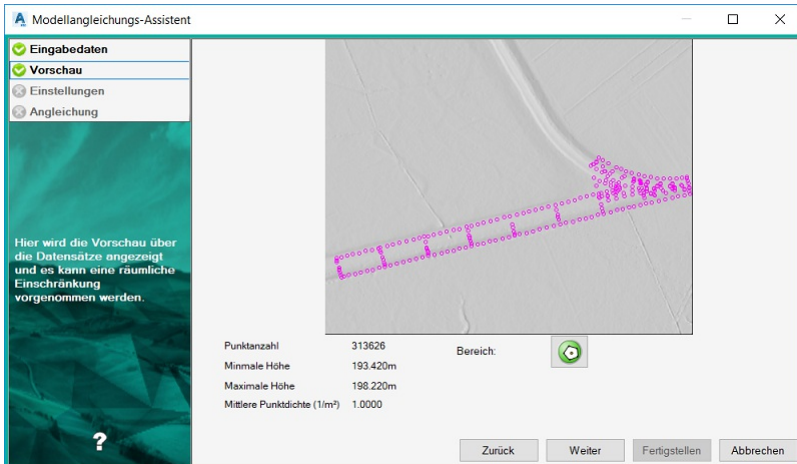 Modellangleichungs-Assistent
Eingabedaten
Vorschau
Einstellungen
Angleichung
Hier wird die Vorschau über
die Datensätze angezeigt
und es kann eine räumliche
Einschränkung
vorgenommen werden.
?
Punktanzahl 313626
Minmale Höhe 193.420m
Maximale Höhe 198.220m
Mittlere Punktdichte (1/m²) 1.0000
Bereich:
Zurück
Weiter
Fertigstellen
Abbrechen